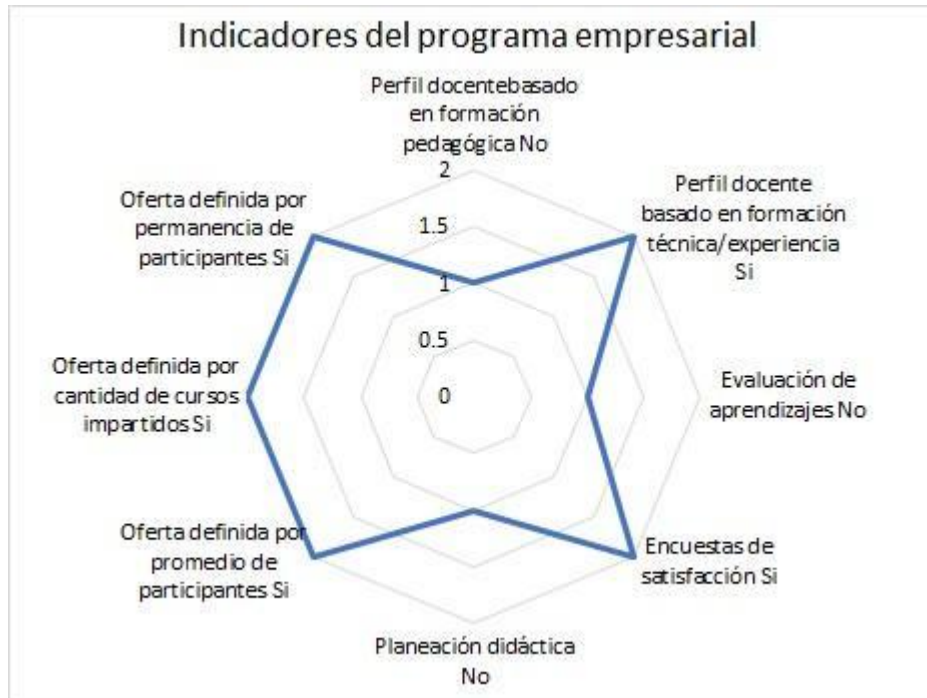 Indicadores del programa empresarial
Perfil docentebasado
en formación
pedagógica No
2
1.5
1
0.5
0
Perfil docente
basado en formación
técnica/experiencia
Si
Evaluación de
aprendizajes No
Encuestas de
satisfacción Si
Planeación didáctica
No
Oferta definida por
promedio de
participantes Si
Oferta definida por
cantidad de cursos
impartidos Si
Oferta definida por
permanencia de
participantes Si